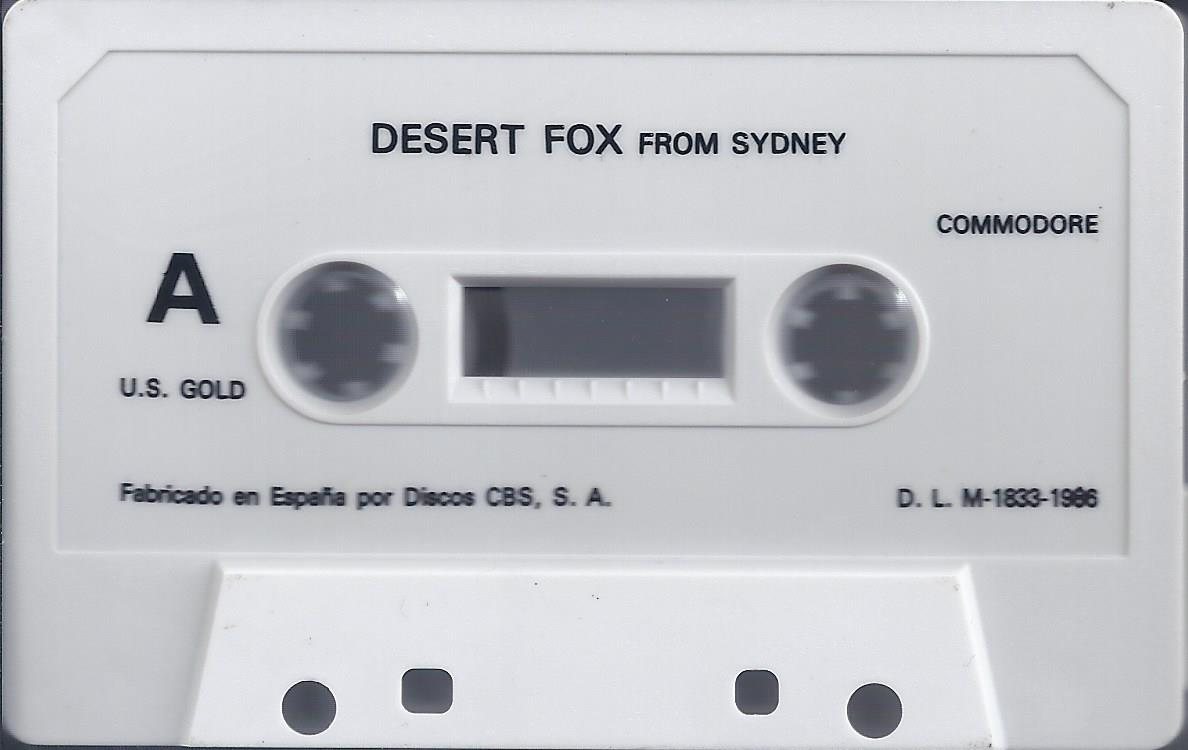 DESERT FOX FROM SYDNEY
COMMODORE
A
U.S. GOLD
Fabricado en España por Discos CBS, S. A.
D. L. M-1833-1986